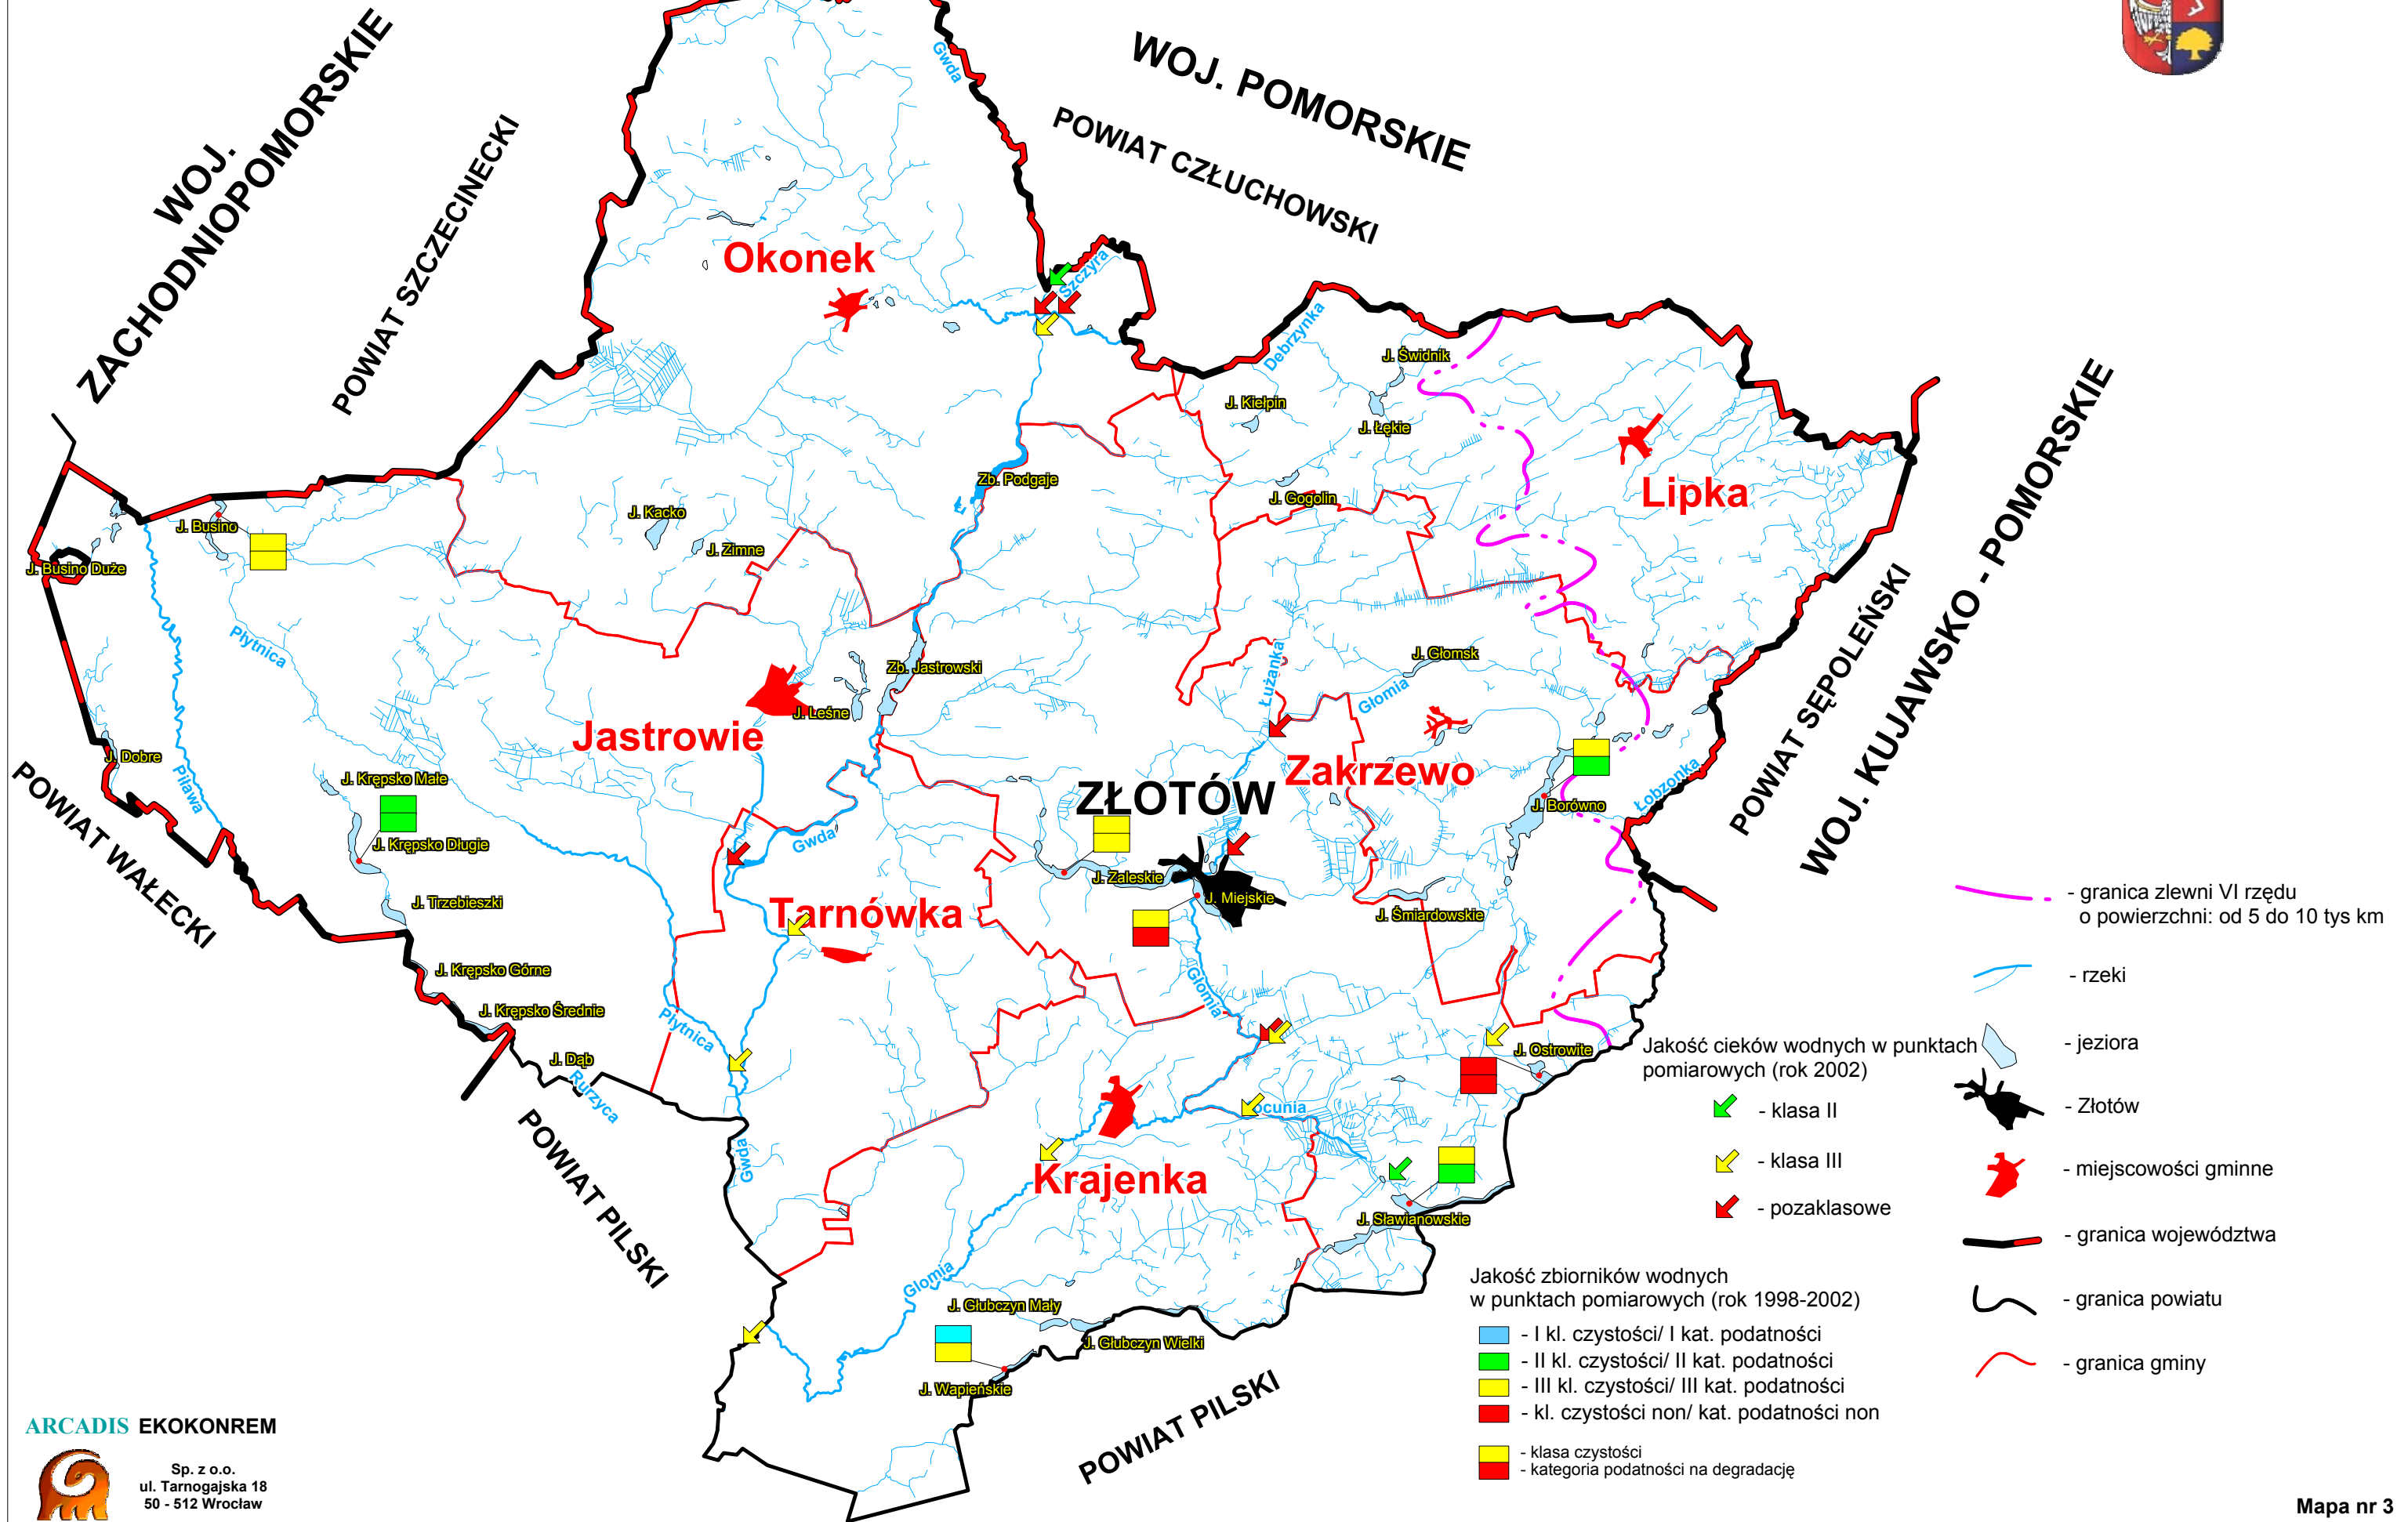 WOJ.
ZACHODNIOPOMORSKIE
POWIAT SZCZECINECKI
WOJ. POMORSKIE
POWIAT CZŁUCHOWSKI
Gwda
Okonek
Szczyra
Debrzynka
J. Świdnik
J. Kiełpin
J. Łękie
Zb. Podgaje
J. Gogolin
Lipka
J. Busino
J. Kacko
J. Zimne
J. Busino Duże
Płytnica
Zb. Jastrowski
Łużanka
J. Głomsk
Głomia
J. Leśne
Jastrowie
Zakrzewo
J. Dobre
Piława
J. Krępsko Małe
J. Krępsko Długie
Gwda
ZŁOTÓW
J. Borówno
Łobzonka
POWIAT SĘPOLEŃSKI
WOJ. KUJAWSKO - POMORSKIE
POWIAT WAŁECKI
J. Trzebieszki
Tarnówka
J. Zaleskie
J. Miejskie
J. Śmiardowskie
J. Krępsko Górne
J. Krępsko Średnie
Płytnica
Głomia
J. Dąb
Rurzyca
J. Ostrowite
ocunia
POWIAT PILSKI
Gwda
Krajenka
J. Sławianowskie
Głomia
J. Głubczyn Mały
J. Głubczyn Wielki
J. Wapieńskie
POWIAT PILSKI
- granica zlewni VI rzędu
o powierzchni: od 5 do 10 tys km
- rzeki
- jeziora
- Złotów
- miejscowości gminne
- granica województwa
- granica powiatu
- granica gminy
Jakość cieków wodnych w punktach
pomiarowych (rok 2002)
- klasa II
- klasa III
- pozaklasowe
Jakość zbiorników wodnych
w punktach pomiarowych (rok 1998-2002)
- I kl. czystości/ I kat. podatności
- II kl. czystości/ II kat. podatności
- III kl. czystości/ III kat. podatności
- kl. czystości non/ kat. podatności non
- klasa czystości
- kategoria podatności na degradację
ARCADIS EKOKONREM
Sp. z o.o.
ul. Tarnogajska 18
50 - 512 Wrocław
Mapa nr 3